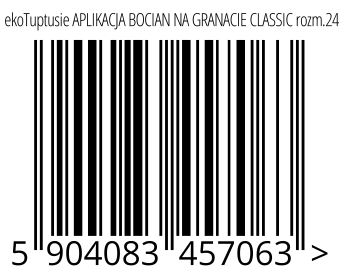 ekoTuptusie APLIKACJA BOCIAN NA GRANACIE CLASSIC rozm.24
5 904083 457063 >